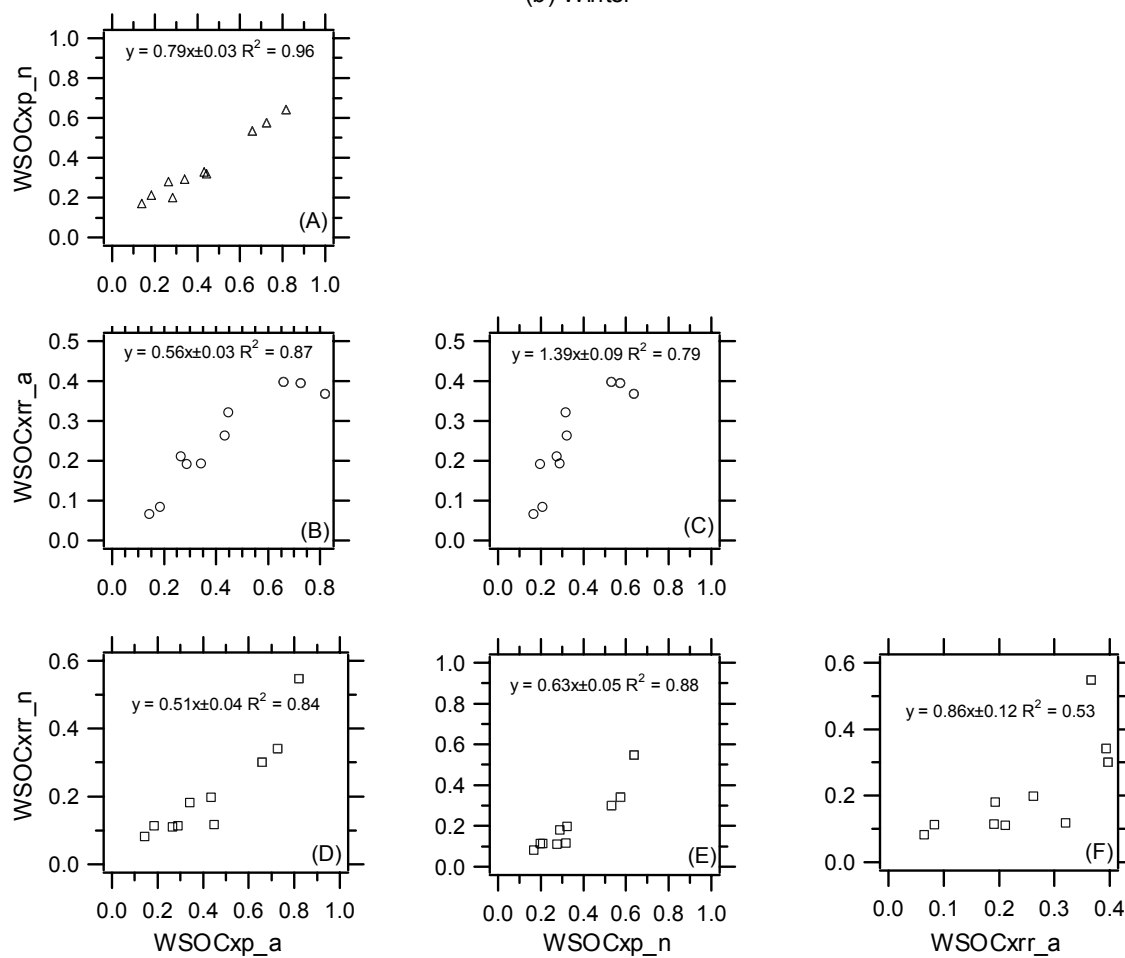 y = 0.79x±0.03 R² = 0.96
WSOCxp_n
1.0
0.8
0.6
0.4
0.2
0.0
(A)
0.0 0.2 0.4 0.6 0.8 1.0
y = 0.56x±0.03 R² = 0.87
WSOCxrr_a
0.5
0.4
0.3
0.2
0.1
0.0
(B)
0.0 0.2 0.4 0.6 0.8
y = 1.39x±0.09 R² = 0.79
0.5
0.4
0.3
0.2
0.1
0.0
(C)
0.0 0.2 0.4 0.6 0.8 1.0
y = 0.51x±0.04 R² = 0.84
WSOCxrr_n
0.6
0.4
0.2
0.0
(D)
0.0 0.2 0.4 0.6 0.8 1.0
WSOCxp_a
y = 0.63x±0.05 R² = 0.88
1.0
0.8
0.6
0.4
0.2
0.0
(E)
0.0 0.2 0.4 0.6 0.8 1.0
WSOCxp_n
y = 0.86x±0.12 R² = 0.53
0.6
0.4
0.2
0.0
(F)
0.0 0.1 0.2 0.3 0.4
WSOCxrr_a